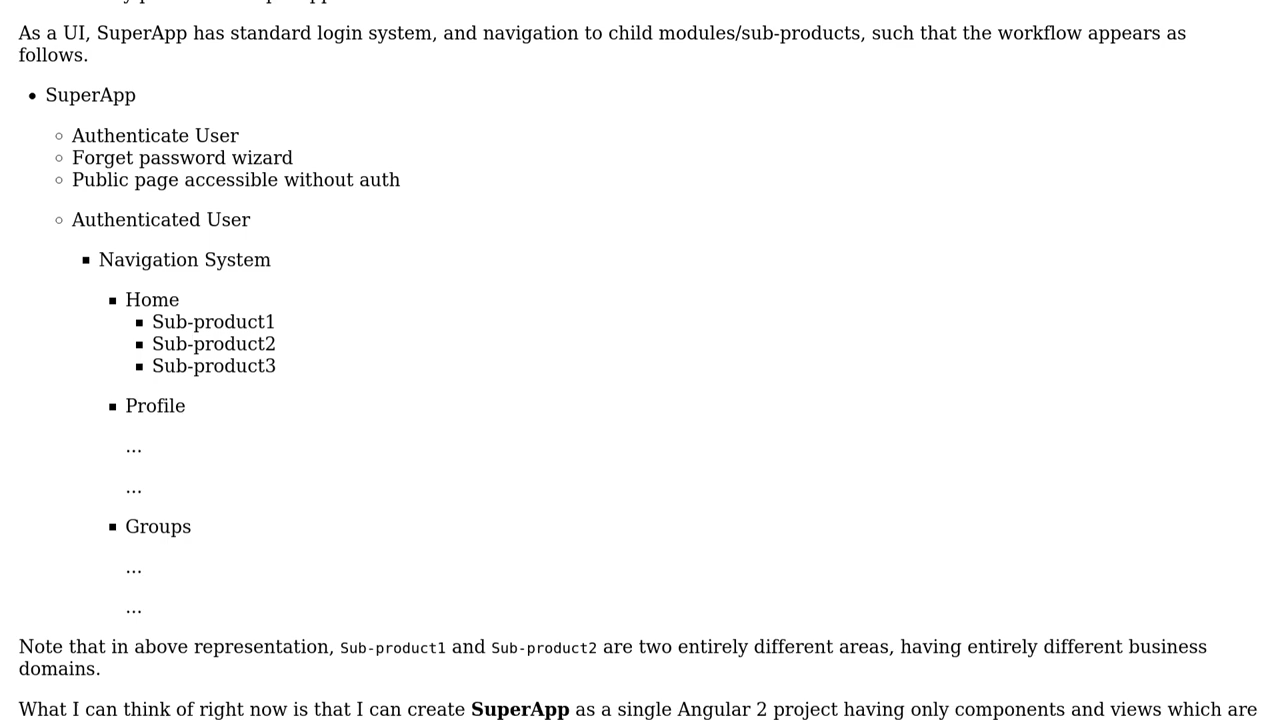 As a UI, SuperApp has standard login system, and navigation to child modules/sub-products, such that the workflow appears as
follows.
SuperApp
Authenticate User
Forget password wizard
Public page accessible without auth
Authenticated User
Navigation System
Home
Sub-product1
Sub-product2
Sub-product3
Profile
...
...
Groups
...
...
Note that in above representation, Sub-product1 and Sub-product2 are two entirely different areas, having entirely different business
domains.
What I can think of right now is that I can create SuperApp as a single Angular 2 project having only components and views which are